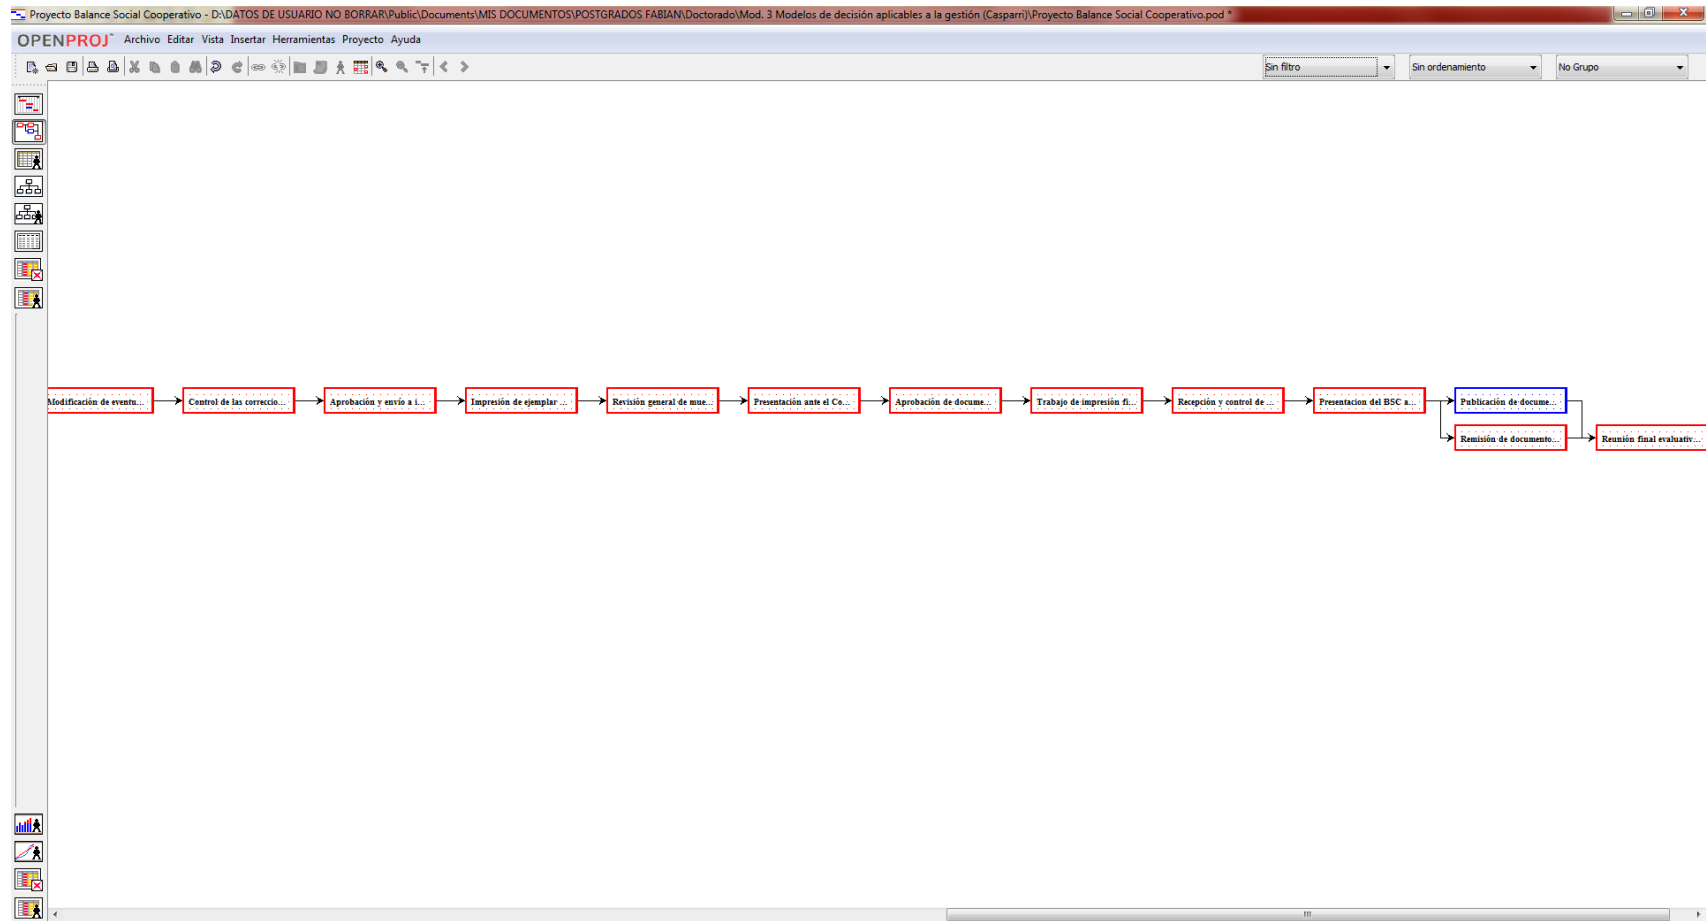 Proyecto Balance Social Cooperativo - D:\DATOS DE USUARIO NO BORRAR\Public\Documents\MIS DOCUMENTOS\POSTGRADOS FABIAN\Doctorado\Mod. 3 Modelos de decisión aplicables a la gestión (Casparri)\Proyecto Balance Social Cooperativo.pod *
OPENPROJ Archivo Editar Vista Insertar Herramientas Proyecto Ayuda
Sin filtro Sin ordenamiento No Grupo
Modificación de eventu... Control de las correccio... Aprobación y envío a i... Impresión de ejemplar ... Revisión general de mue... Presentación ante el Co... Aprobación de docume... Trabajo de impresión fi... Recepción y control de ... Presentacion del BSC a... Publicación de docume...
Remisión de documento... Reunión final evaluativ...